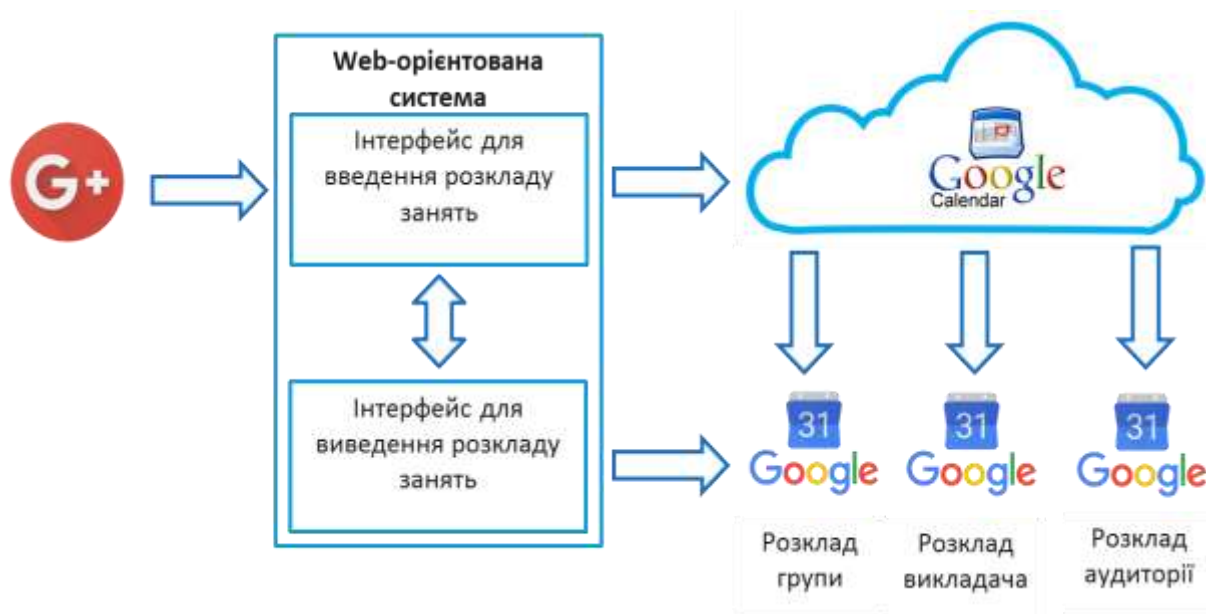 G+
Web-орієнтована
система
Інтерфейс для
введення розкладу
занять
Інтерфейс для
виведення розкладу
занять
Google
Calendar
31
Google
Розклад
групи
31
Google
Розклад
викладача
31
Google
Розклад
аудиторії